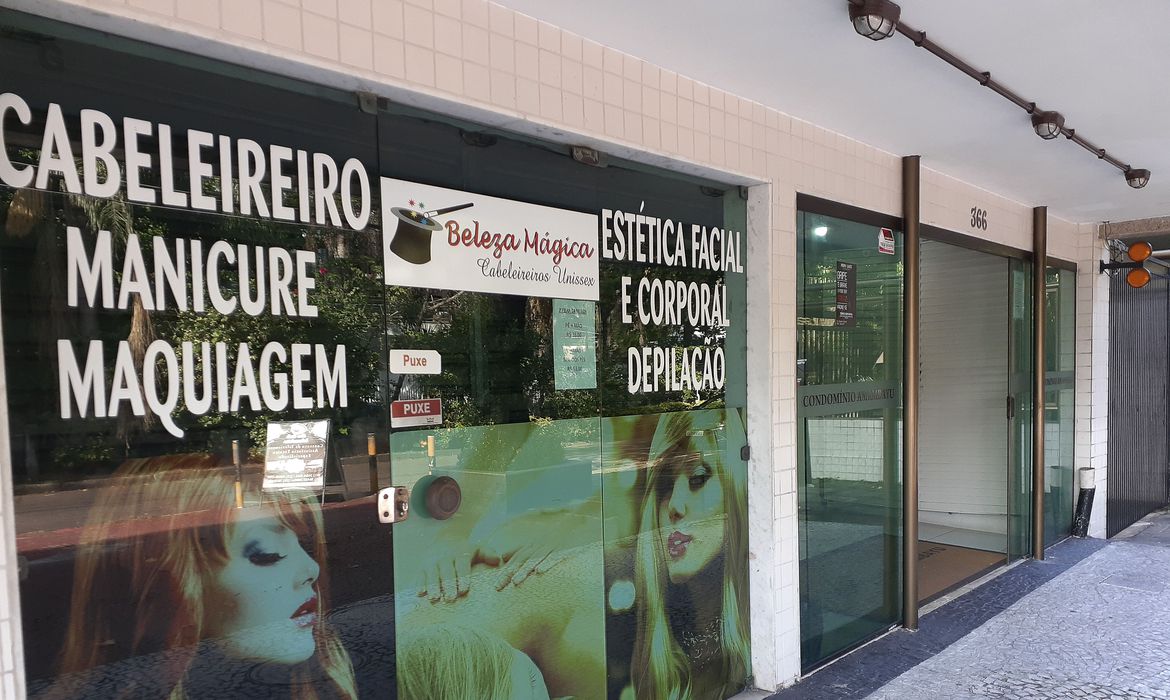 CABELEIREIRO
MANICURE
MAQUIAGEM
Beleza Mágica
Cabeleireiros Unissex
ESTÉTICA FACIAL
E CORPORAL
DEPILAÇÃO
Puxe
PUXE
366
CONDOMÍNIO